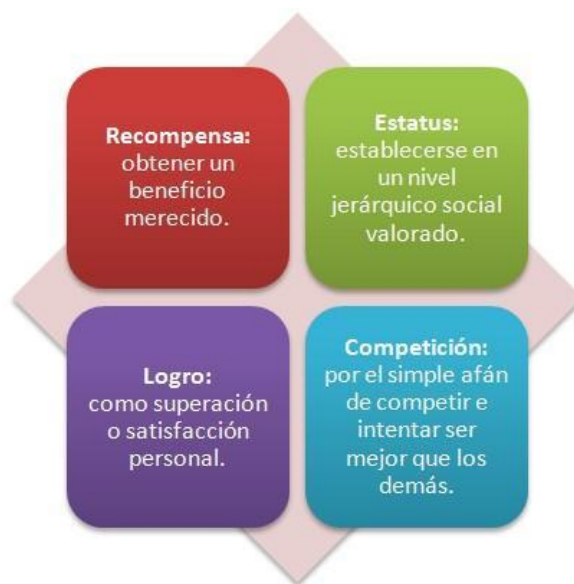 Recompensa:
obtener un
beneficio
merecido.
Estatus:
establecerse en
un nivel
jerárquico social
valorado.
Logro:
como superación
o satisfacción
personal.
Competición:
por el simple afán
de competir e
intentar ser
mejor que los
demás.